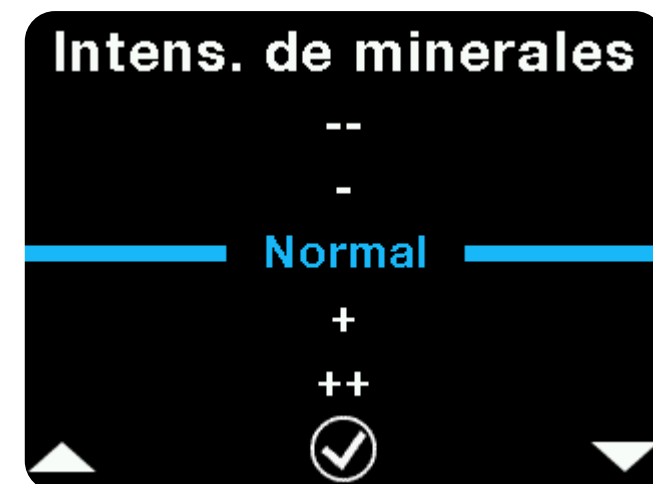 Intens. de minerales
--
-
Normal
+
++